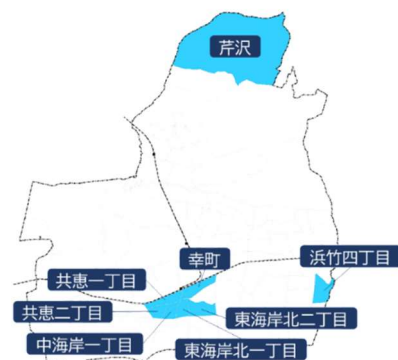 芹沢
幸町
浜竹四丁目
共恵一丁目
共恵二丁目
東海岸北二丁目
中海岸一丁目
東海岸北一丁目